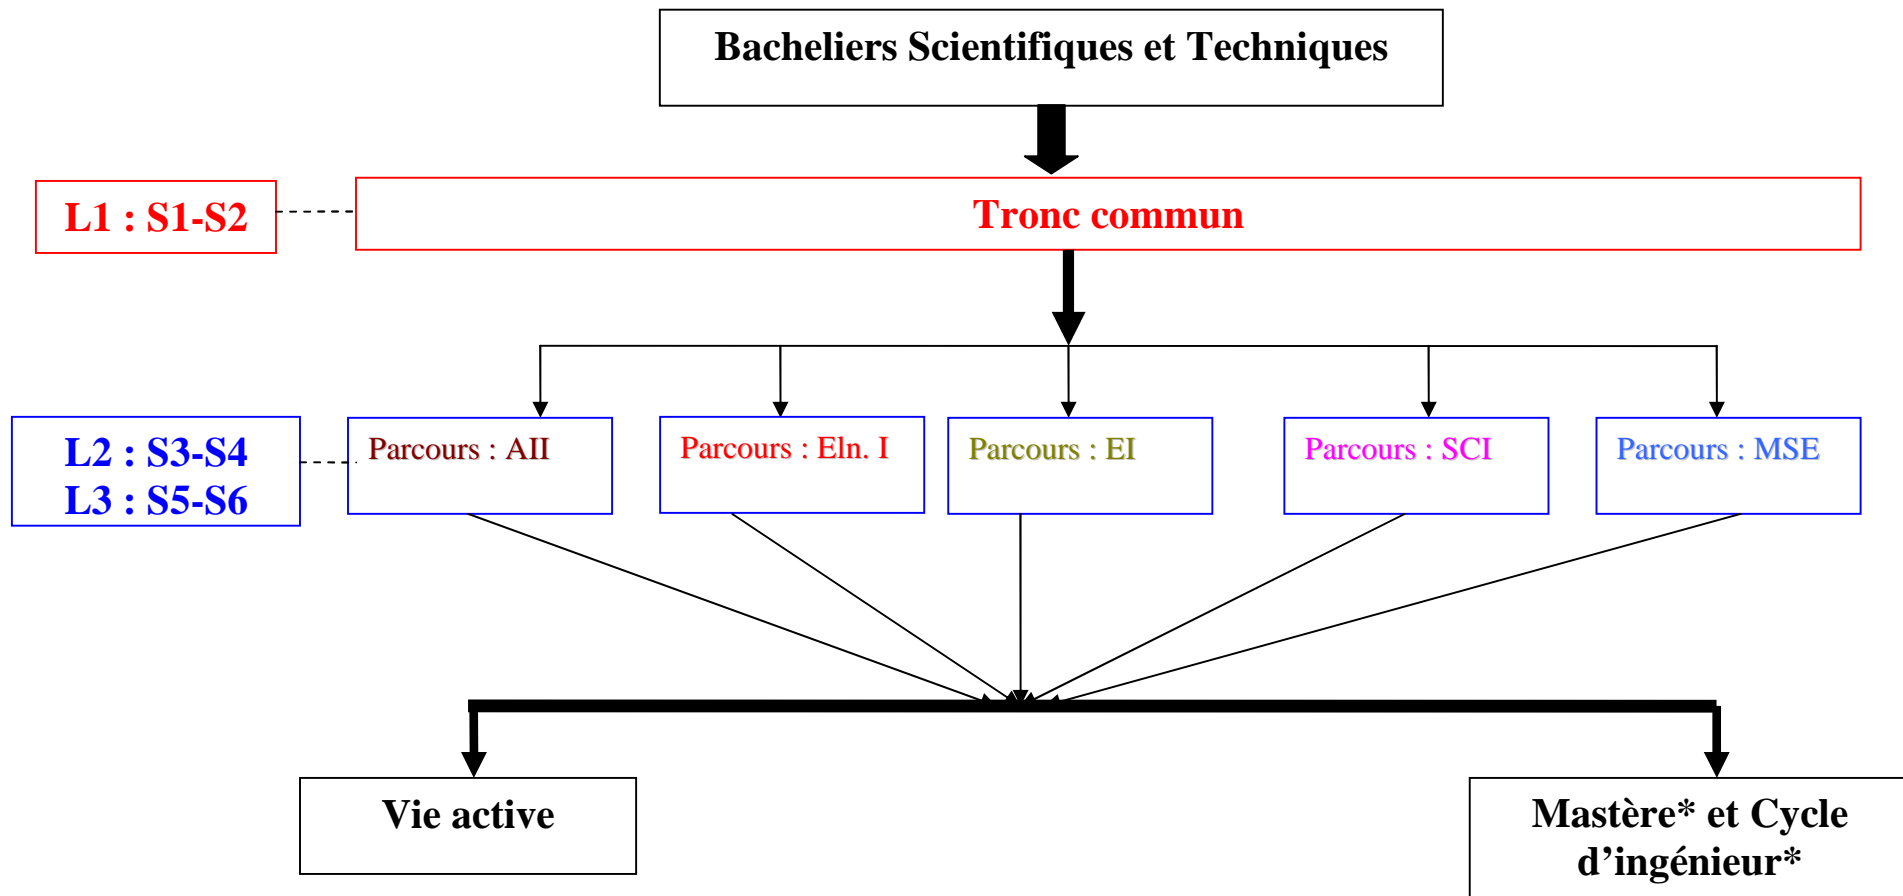 Bacheliers Scientifiques et Techniques
L1 : S1-S2
Tronc commun
L2 : S3-S4
L3 : S5-S6
Parcours : AII
Parcours : Eln. I
Parcours : EI
Parcours : SCI
Parcours : MSE
Vie active
Mastère* et Cycle
d’ingénieur*